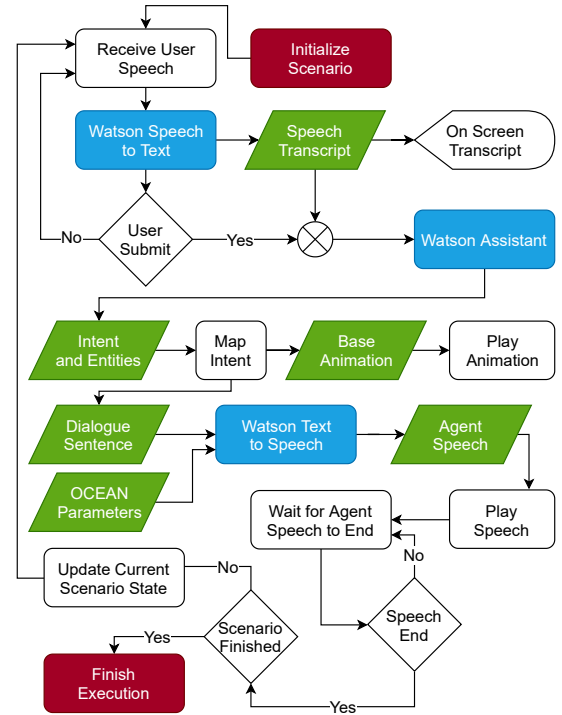 Receive User
Speech
Initialize
Scenario
Watson Speech
to Text
Speech
Transcript
On Screen
Transcript
No
User
Submit
Yes
Watson Assistant
Intent
and Entities
Map
Intent
Base
Animation
Play
Animation
Dialogue
Sentence
Watson Text
to Speech
Agent
Speech
OCEAN
Parameters
Wait for Agent
Speech to End
Play
Speech
No
Update Current
Scenario State
No
Speech
End
Scenario
Finished
Yes
Finish
Execution
Yes